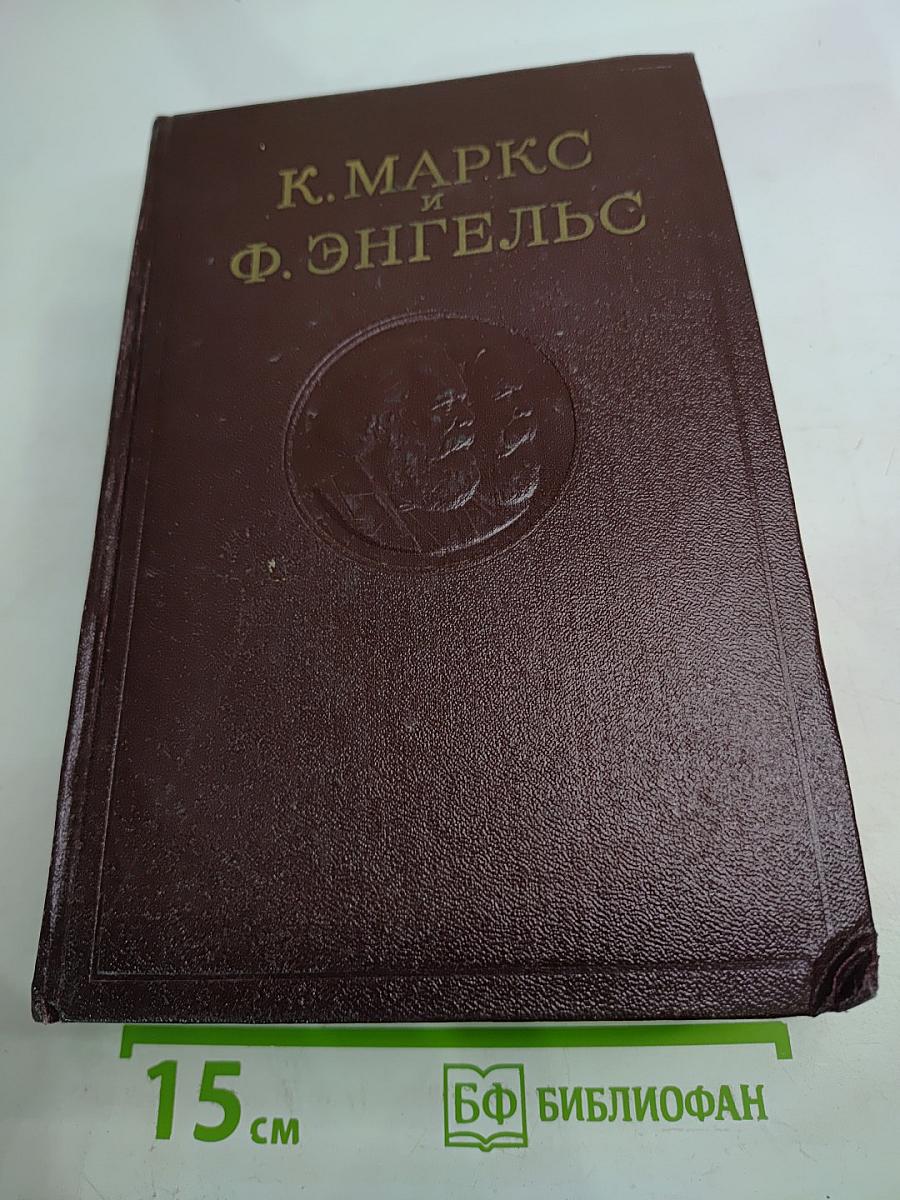 К. МАРКС
И
Ф. ЭНГЕЛЬС
15 см
БФ БИБЛИОФАН